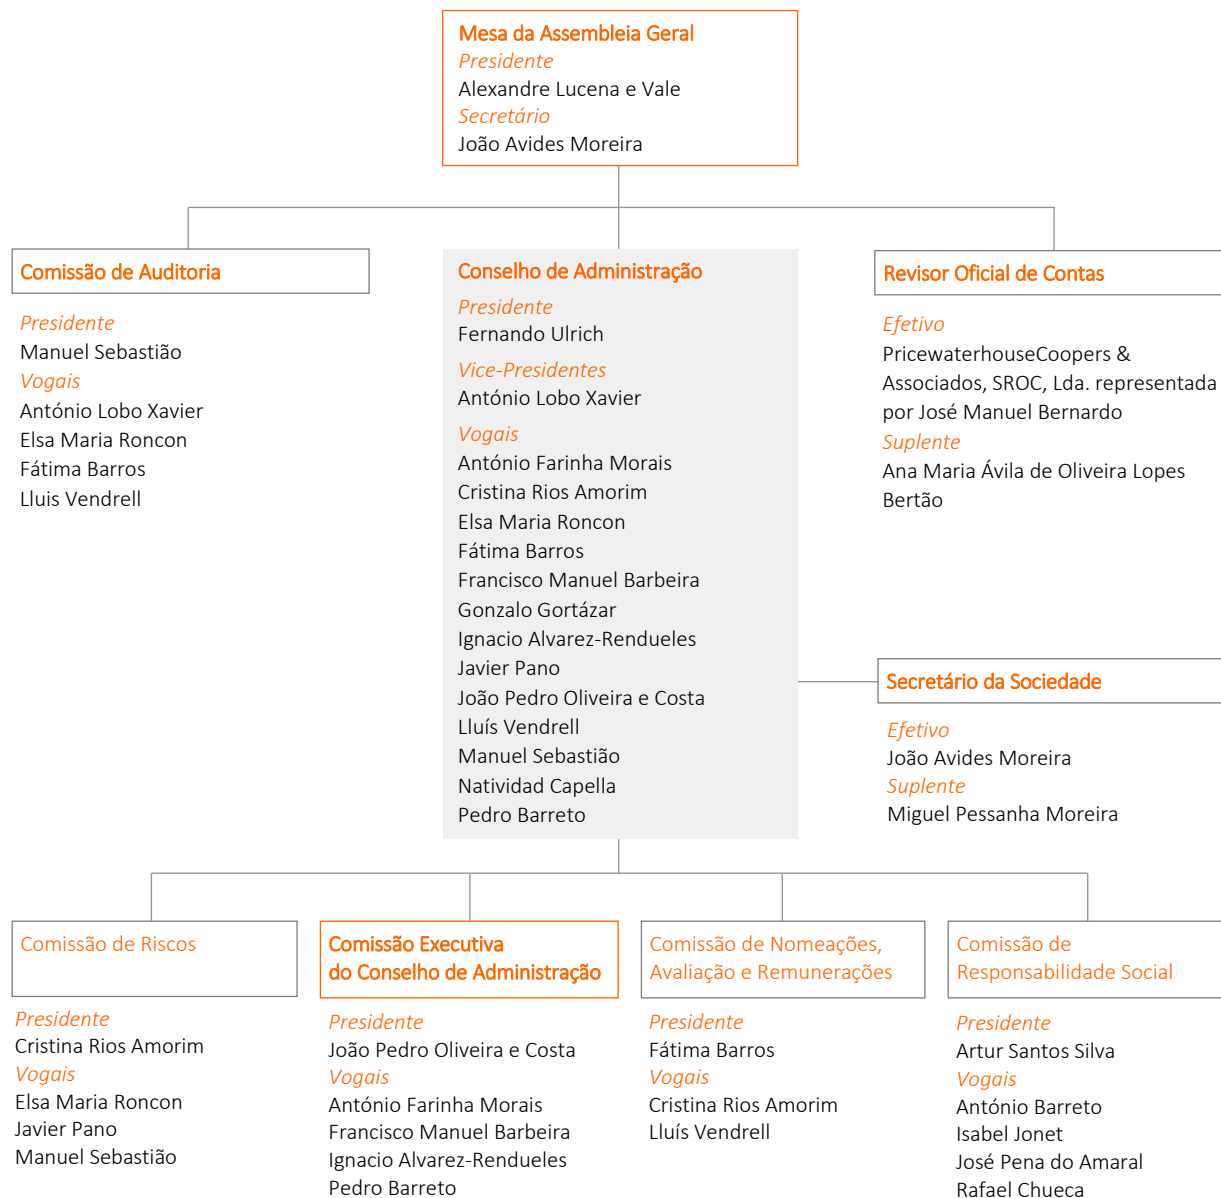 Mesa da Assembleia Geral
Presidente
Alexandre Lucena e Vale
Secretário
João Avides Moreira
Comissão de Auditoria
Presidente
Manuel Sebastião
Vogais
António Lobo Xavier
Elsa Maria Roncon
Fátima Barros
Lluis Vendrell
Conselho de Administração
Presidente
Fernando Ulrich
Vice-Presidentes
António Lobo Xavier
Vogais
António Farinha Morais
Cristina Rios Amorim
Elsa Maria Roncon
Fátima Barros
Francisco Manuel Barbeira
Gonzalo Gortázar
Ignacio Alvarez-Rendueles
Javier Pano
João Pedro Oliveira e Costa
Lluís Vendrell
Manuel Sebastião
Natividad Capella
Pedro Barreto
Revisor Oficial de Contas
Efetivo
PricewaterhouseCoopers &
Associados, SROC, Lda. representada
por José Manuel Bernardo
Suplente
Ana Maria Ávila de Oliveira Lopes
Bertão
Secretário da Sociedade
Efetivo
João Avides Moreira
Suplente
Miguel Pessanha Moreira
Comissão de Riscos
Presidente
Cristina Rios Amorim
Vogais
Elsa Maria Roncon
Javier Pano
Manuel Sebastião
Comissão Executiva
do Conselho de Administração
Presidente
João Pedro Oliveira e Costa
Vogais
António Farinha Morais
Francisco Manuel Barbeira
Ignacio Alvarez-Rendueles
Pedro Barreto
Comissão de Nomeações,
Avaliação e Remunerações
Presidente
Fátima Barros
Vogais
Cristina Rios Amorim
Lluís Vendrell
Comissão de
Responsabilidade Social
Presidente
Artur Santos Silva
Vogais
António Barreto
Isabel Jonet
José Pena do Amaral
Rafael Chueca